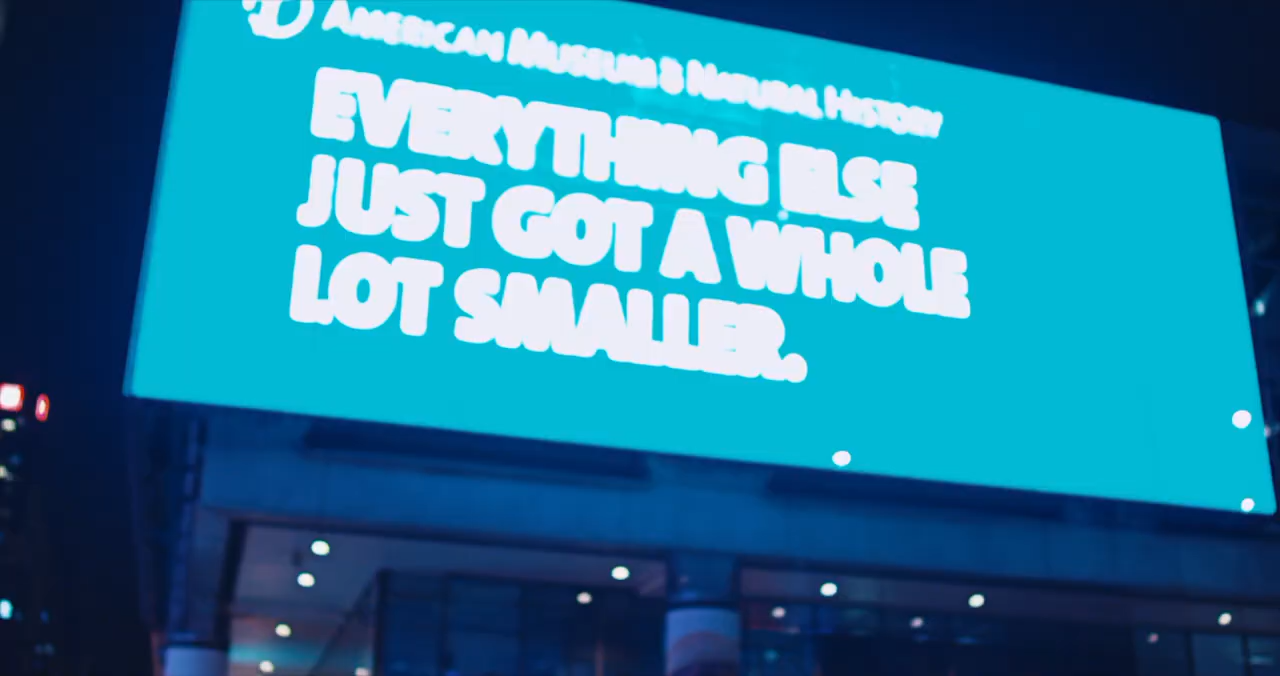 AMERICAN MUSEUM & NATURAL HISTORY
EVERYTHING ELSE
JUST GOT A WHOLE
LOT SMALLER.